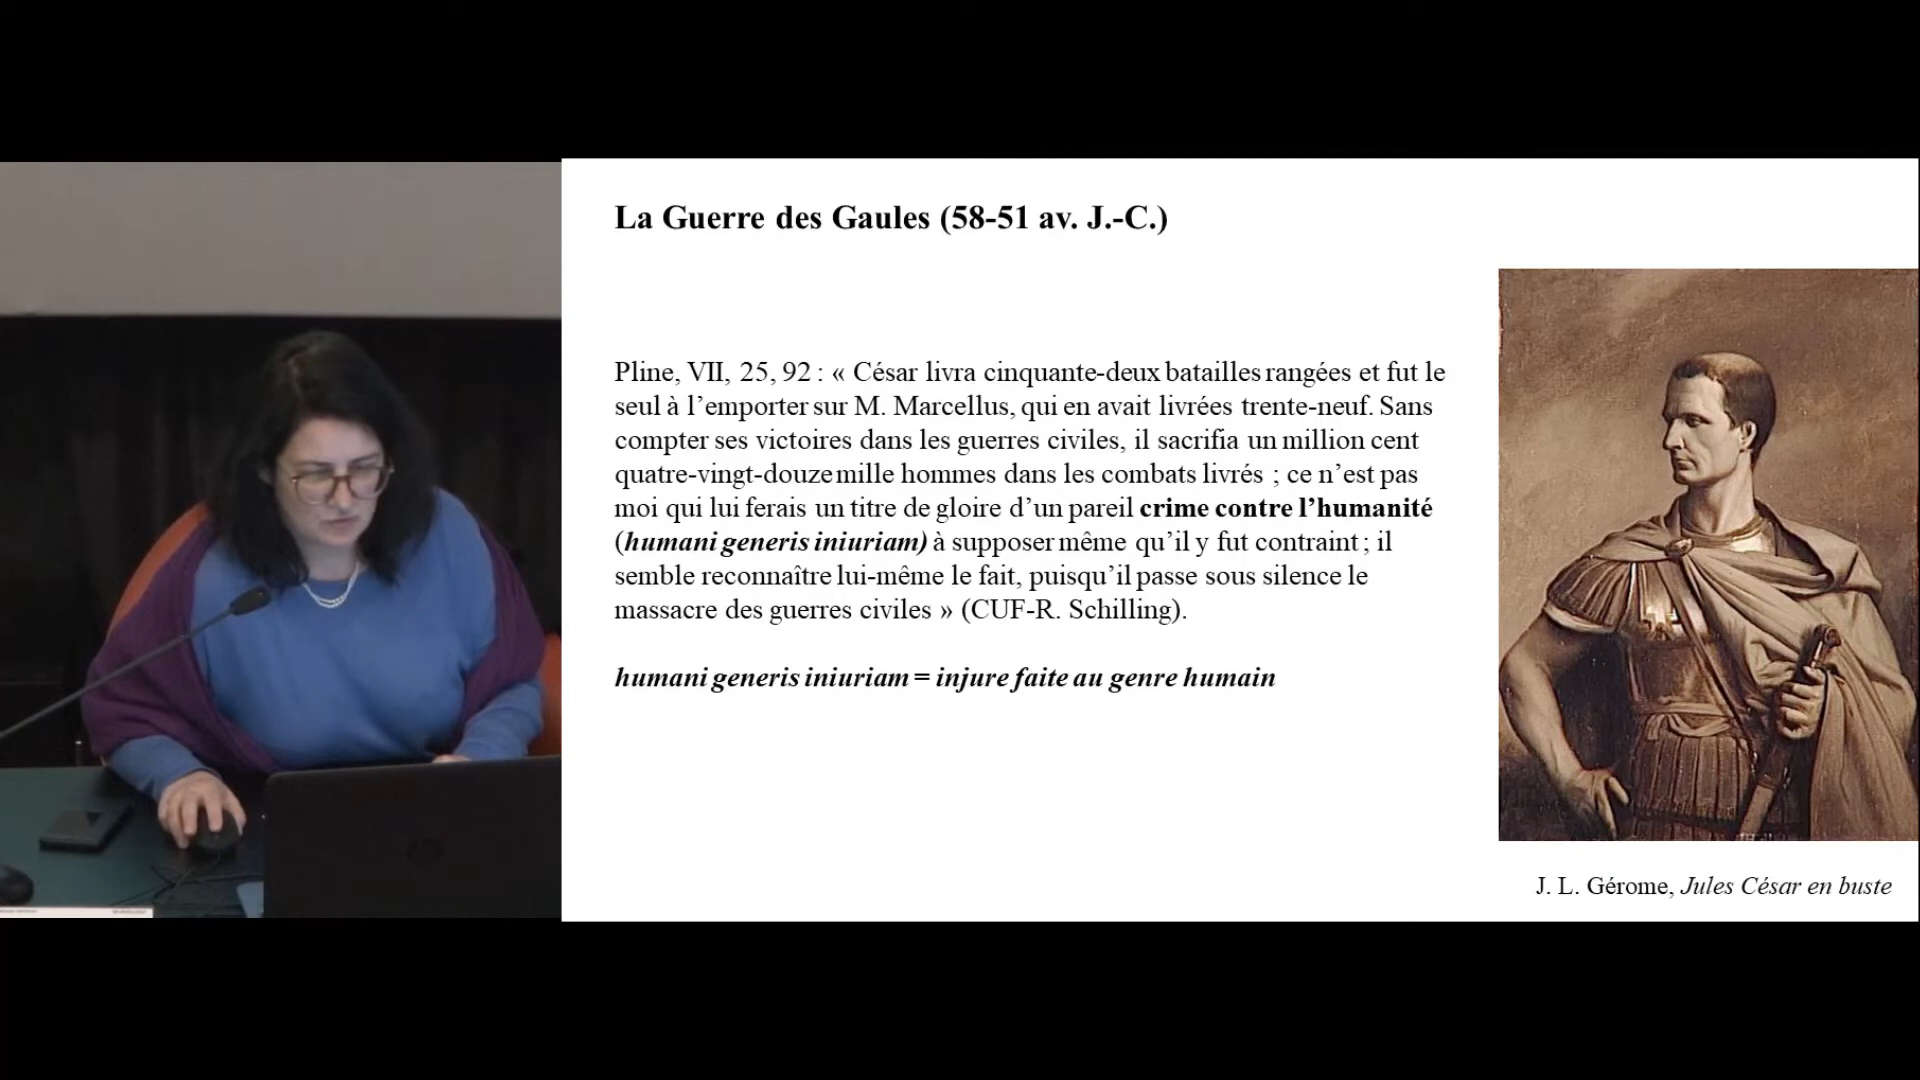 La Guerre des Gaules (58-51 av. J.-C.)
Pline, VII, 25, 92 : « César livra cinquante-deux batailles rangées et fut le
seul à l’emporter sur M. Marcellus, qui en avait livrées trente-neuf. Sans
compter ses victoires dans les guerres civiles, il sacrifia un million cent
quatre-vingt-douze mille hommes dans les combats livrés ; ce n’est pas
moi qui lui ferais un titre de gloire d’un pareil crime contre l’humanité
(humani generis iniuriam) à supposer même qu’il y fut contraint ; il
semble reconnaître lui-même le fait, puisqu’il passe sous silence le
massacre des guerres civiles » (CUF-R. Schilling).
humani generis iniuriam = injure faite au genre humain
J. L. Gérome, Jules César en buste